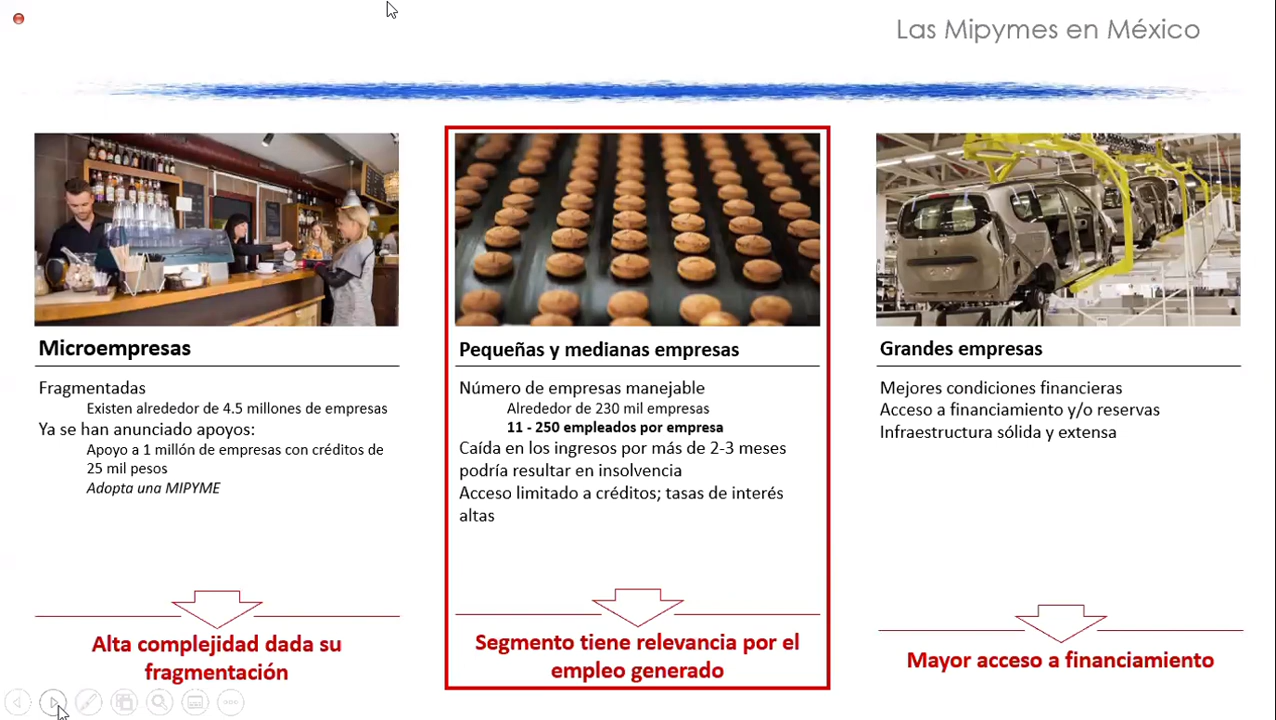 Las Mipymes en México
Microempresas
Fragmentadas
Existen alrededor de 4.5 millones de empresas
Ya se han anunciado apoyos:
Apoyo a 1 millón de empresas con créditos de
25 mil pesos
Adopta una MIPYME
Alta complejidad dada su
fragmentación
Pequeñas y medianas empresas
Número de empresas manejable
Alrededor de 230 mil empresas
11 - 250 empleados por empresa
Caída en los ingresos por más de 2-3 meses
podría resultar en insolvencia
Acceso limitado a créditos; tasas de interés
altas
Segmento tiene relevancia por el
empleo generado
Grandes empresas
Mejores condiciones financieras
Acceso a financiamiento y/o reservas
Infraestructura sólida y extensa
Mayor acceso a financiamiento